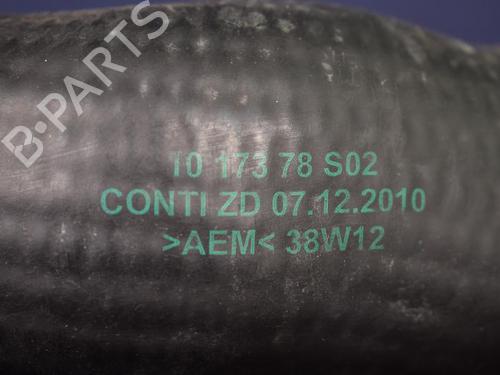 B-PARTS
10 173 78 S02
CONTI ZD 07.12.2010
>AEM< 38W12